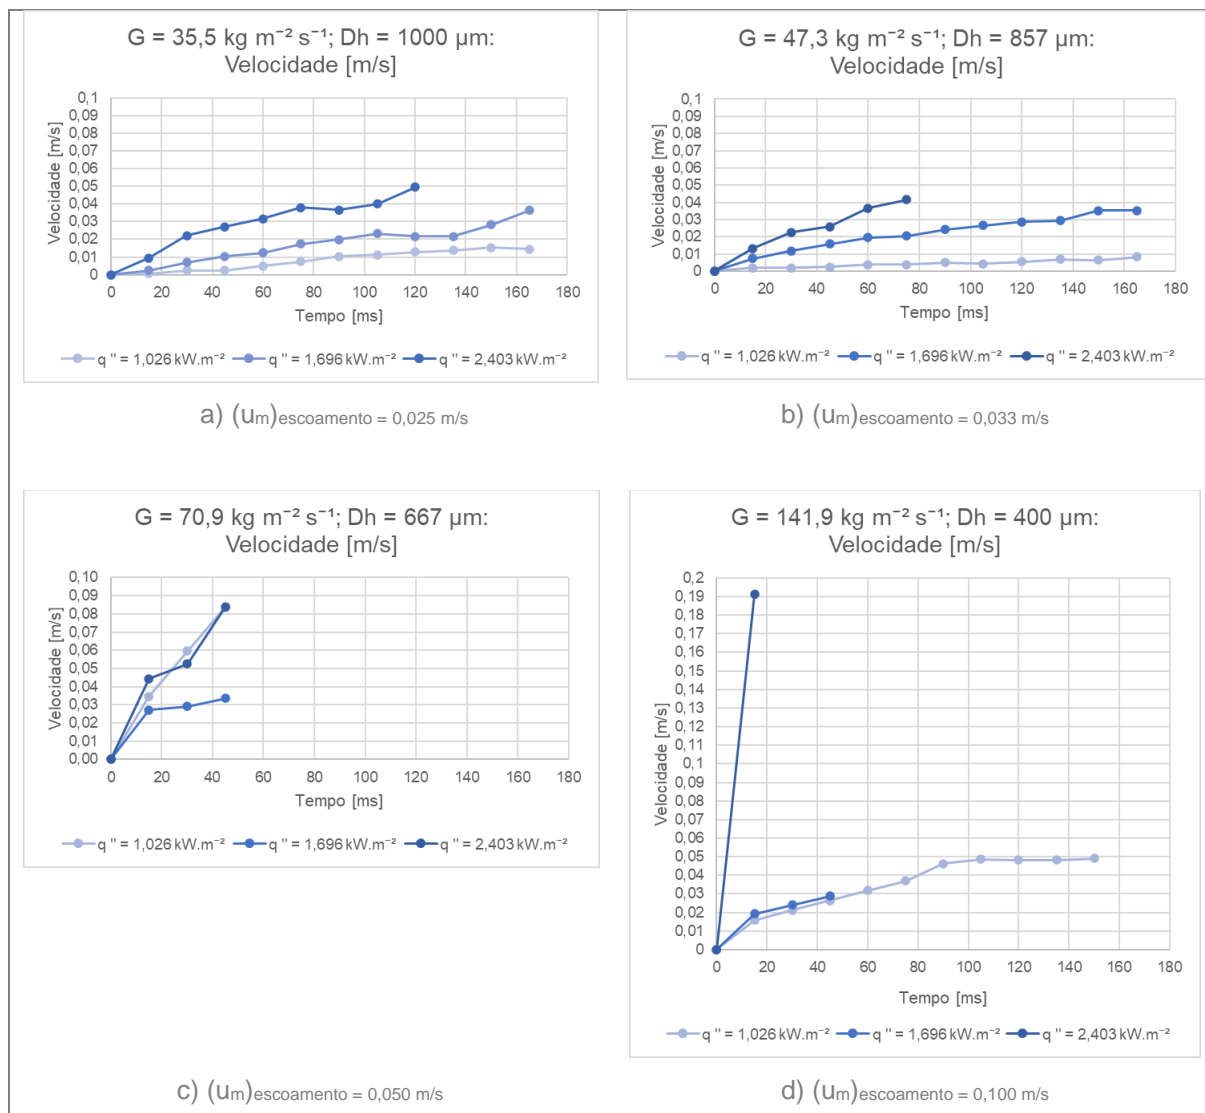 G = 35,5 kg m⁻² s⁻¹; Dh = 1000 µm:
Velocidade [m/s]
Velocidade [m/s]
0,1
0,09
0,08
0,07
0,06
0,05
0,04
0,03
0,02
0,01
0
0 20 40 60 80 100 120 140 160 180
Tempo [ms]
q '' = 1,026 kW.m⁻² q '' = 1,696 kW.m⁻² q '' = 2,403 kW.m⁻²
a) (uₘ)escoamento = 0,025 m/s
G = 47,3 kg m⁻² s⁻¹; Dh = 857 µm:
Velocidade [m/s]
Velocidade [m/s]
0,1
0,09
0,08
0,07
0,06
0,05
0,04
0,03
0,02
0,01
0
0 20 40 60 80 100 120 140 160 180
Tempo [ms]
q '' = 1,026 kW.m⁻² q '' = 1,696 kW.m⁻² q '' = 2,403 kW.m⁻²
b) (uₘ)escoamento = 0,033 m/s
G = 70,9 kg m⁻² s⁻¹; Dh = 667 µm:
Velocidade [m/s]
Velocidade [m/s]
0,10
0,09
0,08
0,07
0,06
0,05
0,04
0,03
0,02
0,01
0,00
0 20 40 60 80 100 120 140 160 180
Tempo [ms]
q '' = 1,026 kW.m⁻² q '' = 1,696 kW.m⁻² q '' = 2,403 kW.m⁻²
c) (uₘ)escoamento = 0,050 m/s
G = 141,9 kg m⁻² s⁻¹; Dh = 400 µm:
Velocidade [m/s]
Velocidade [m/s]
0,2
0,19
0,18
0,17
0,16
0,15
0,14
0,13
0,12
0,11
0,1
0,09
0,08
0,07
0,06
0,05
0,04
0,03
0,02
0,01
0
0 20 40 60 80 100 120 140 160 180
Tempo [ms]
q '' = 1,026 kW.m⁻² q '' = 1,696 kW.m⁻² q '' = 2,403 kW.m⁻²
d) (uₘ)escoamento = 0,100 m/s